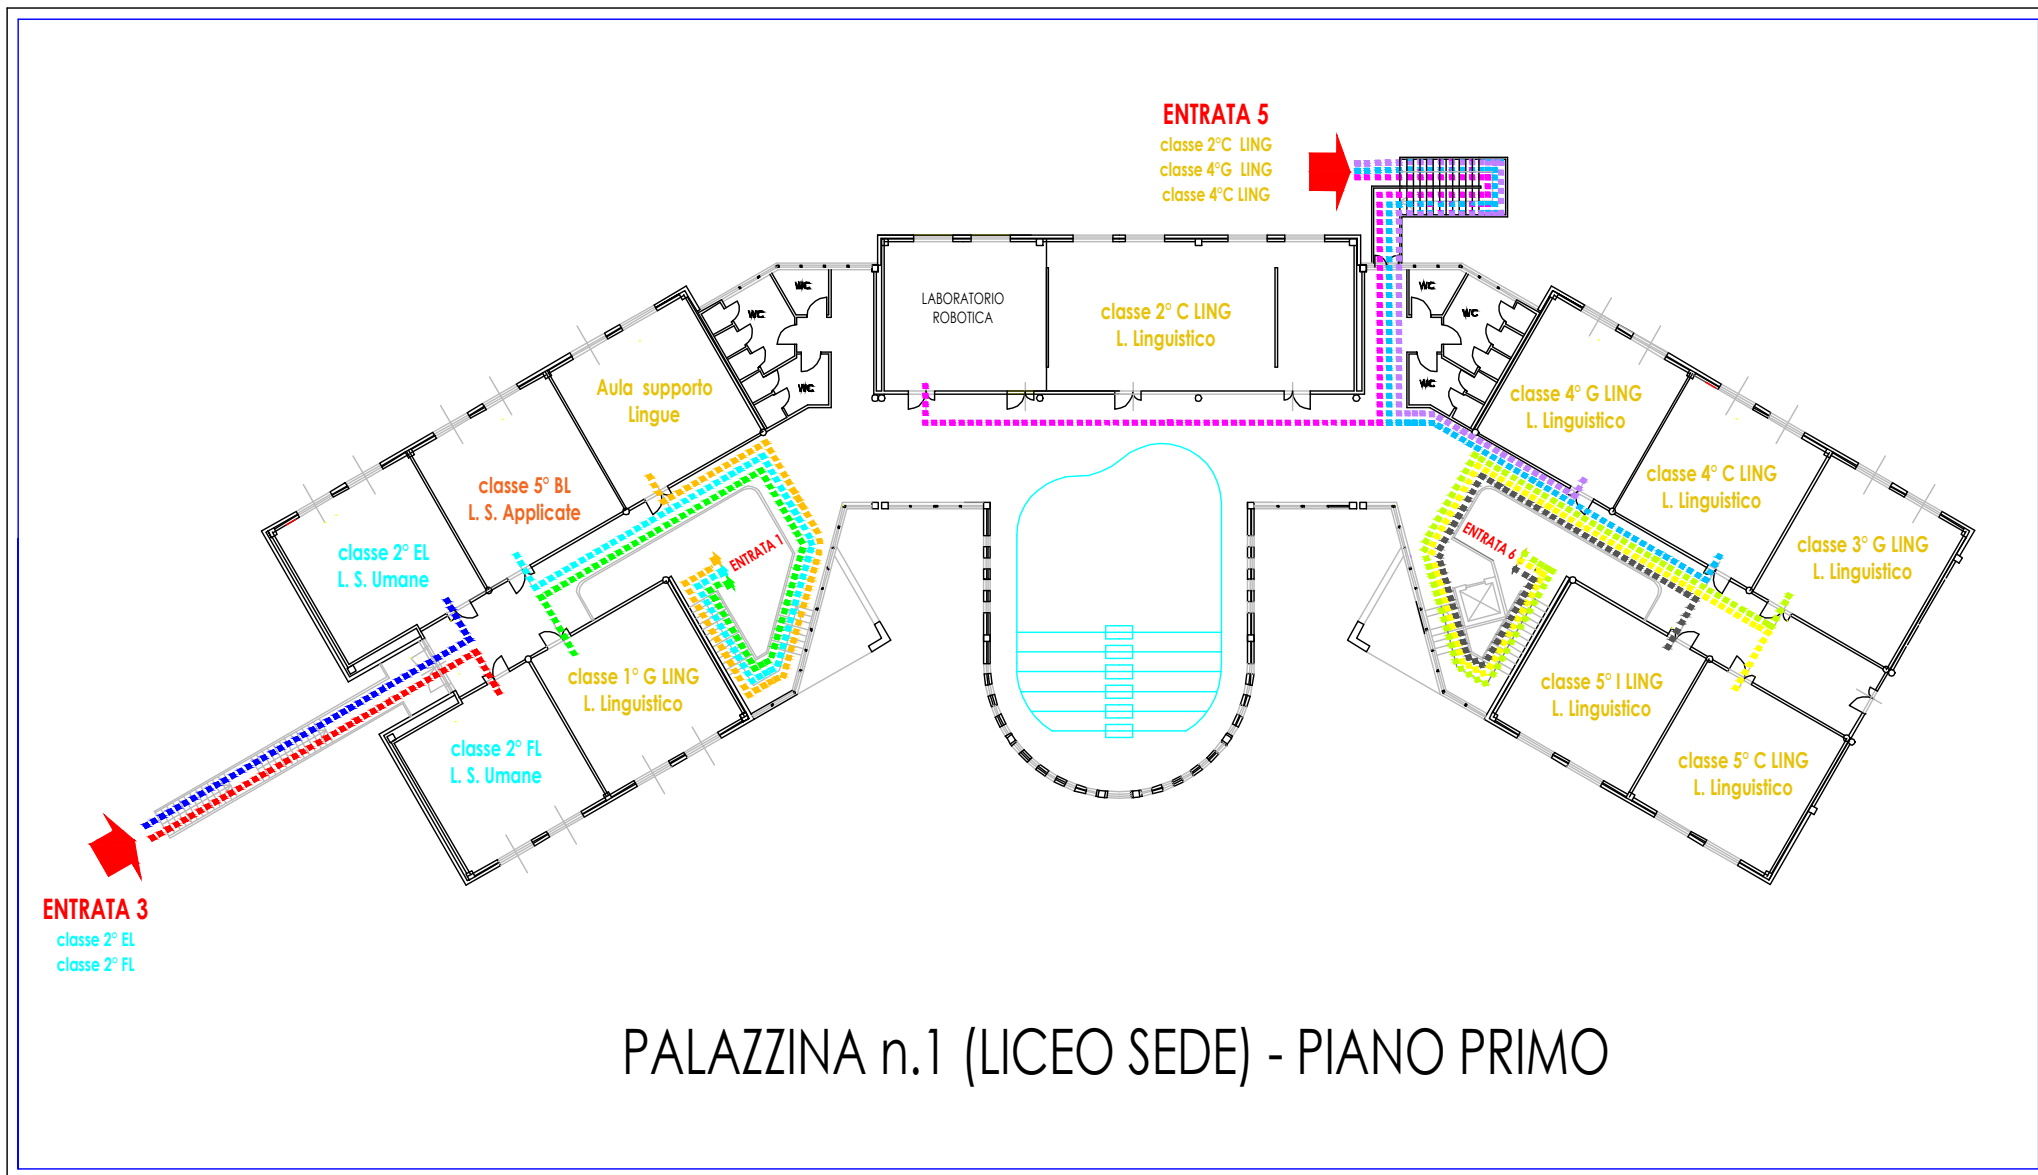 ENTRATA 5
classe 2°C LING
classe 4°G LING
classe 4°C LING
WC
WC
WC
LABORATORIO
ROBOTICA
classe 2° C LING
L. Linguistico
WC
WC
WC
Aula supporto
Lingue
classe 5° BL
L. S. Applicate
classe 2° EL
L. S. Umane
ENTRATA 1
classe 1° G LING
L. Linguistico
classe 2° FL
L. S. Umane
classe 4° G LING
L. Linguistico
classe 4° C LING
L. Linguistico
classe 3° G LING
L. Linguistico
ENTRATA 6
classe 5° I LING
L. Linguistico
classe 5° C LING
L. Linguistico
ENTRATA 3
classe 2° EL
classe 2° FL
PALAZZINA n.1 (LICEO SEDE) - PIANO PRIMO